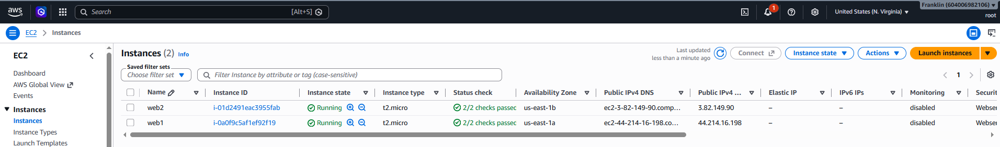 aws
Search [Alt+S]
1
United States (N. Virginia)
Franklin (604006982106)
root
EC2 Instances
EC2
Dashboard
AWS Global View
Events
Instances
Instances
Instance Types
Launch Templates
Instances (2) Info
Last updated
less than a minute ago
Connect Instance state Actions Launch instances
Saved filter sets
Choose filter set
Filter Instance by attribute or tag (case-sensitive)
1
Name Instance ID Instance state Instance type Status check Availability Zone Public IPv4 DNS Public IPv4 ... Elastic IP IPv6 IPs Monitoring Securit
web2 i-01d2491eac3955fab Running t2.micro 2/2 checks passed us-east-1b ec2-3-82-149-90.comp... 3.82.149.90 – – disabled Webser
web1 i-0a0f9c5af1ef92f19 Running t2.micro 2/2 checks passed us-east-1a ec2-44-214-16-198.co... 44.214.16.198 – – disabled Webser